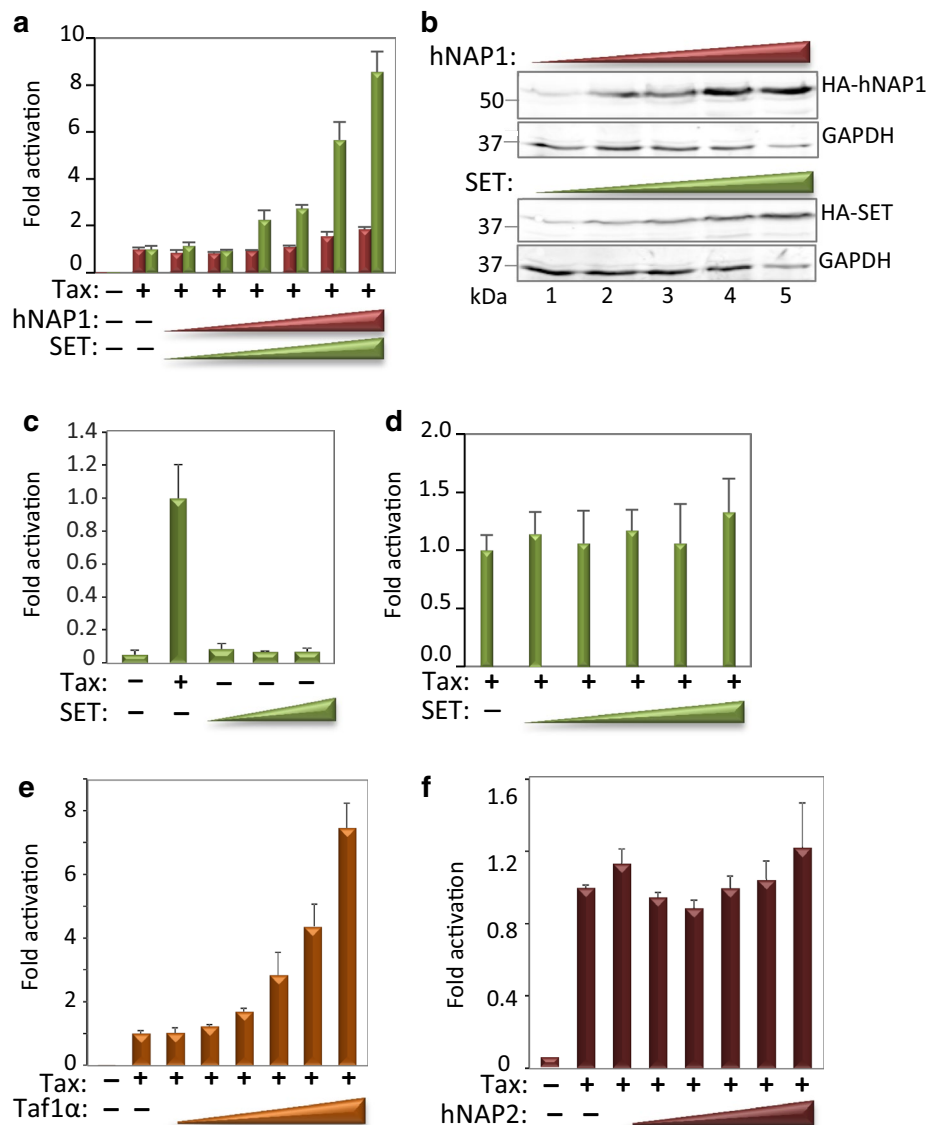 a
Fold activation
10
8
6
4
2
0
Tax: – + + + + + + +
hNAP1: – –
SET: – –
b
hNAP1:
50
HA-hNAP1
37
GAPDH
SET:
37
HA-SET
37
GAPDH
kDa 1 2 3 4 5
c
Fold activation
1.4
1.2
1.0
0.8
0.6
0.4
0.2
0
Tax: – + – – –
SET: – –
d
Fold activation
2.0
1.5
1.0
0.5
0.0
Tax: + + + + + +
SET: –
e
Fold activation
8
6
4
2
0
Tax: – + + + + + + +
Taf1α: – –
f
Fold activation
1.6
1.2
0.8
0.4
0
Tax: – + + + + + + +
hNAP2: – –